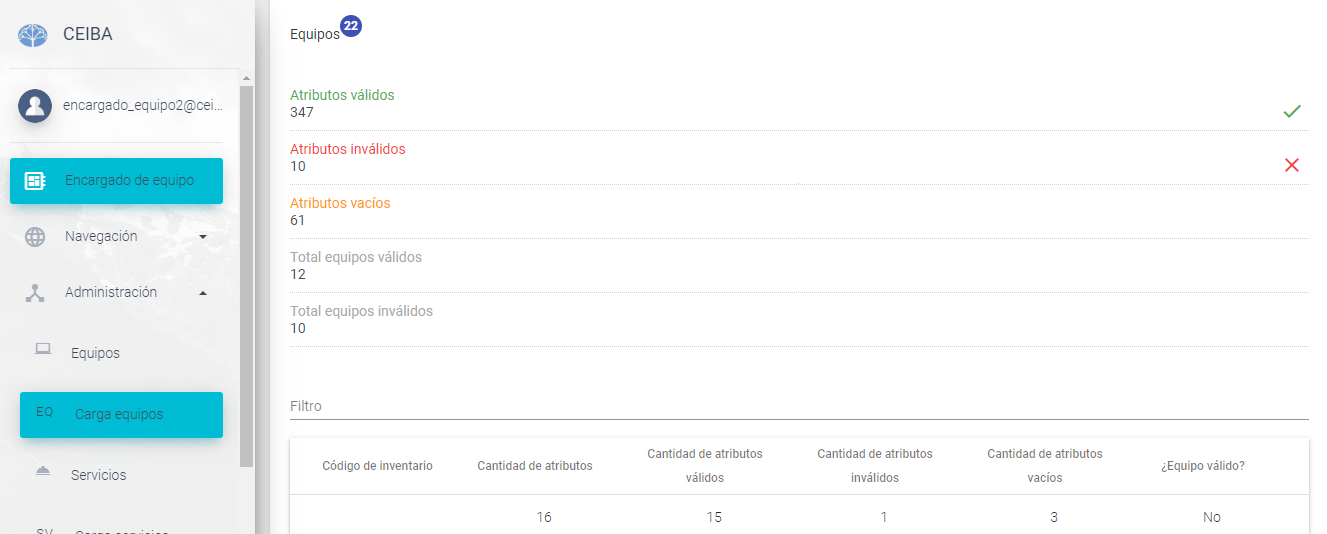 CEIBA
encargado_equipo2@cei...
Encargado de equipo
Navegación
Administración
Equipos
EQ Carga equipos
Servicios
SV Carga servicios
Equipos 22
Atributos válidos
347
Atributos inválidos
10
Atributos vacíos
61
Total equipos válidos
12
Total equipos inválidos
10
Filtro
Código de inventario
Cantidad de atributos
Cantidad de atributos
válidos
Cantidad de atributos
inválidos
Cantidad de atributos
vacíos
¿Equipo válido?
16 15 1 3 No